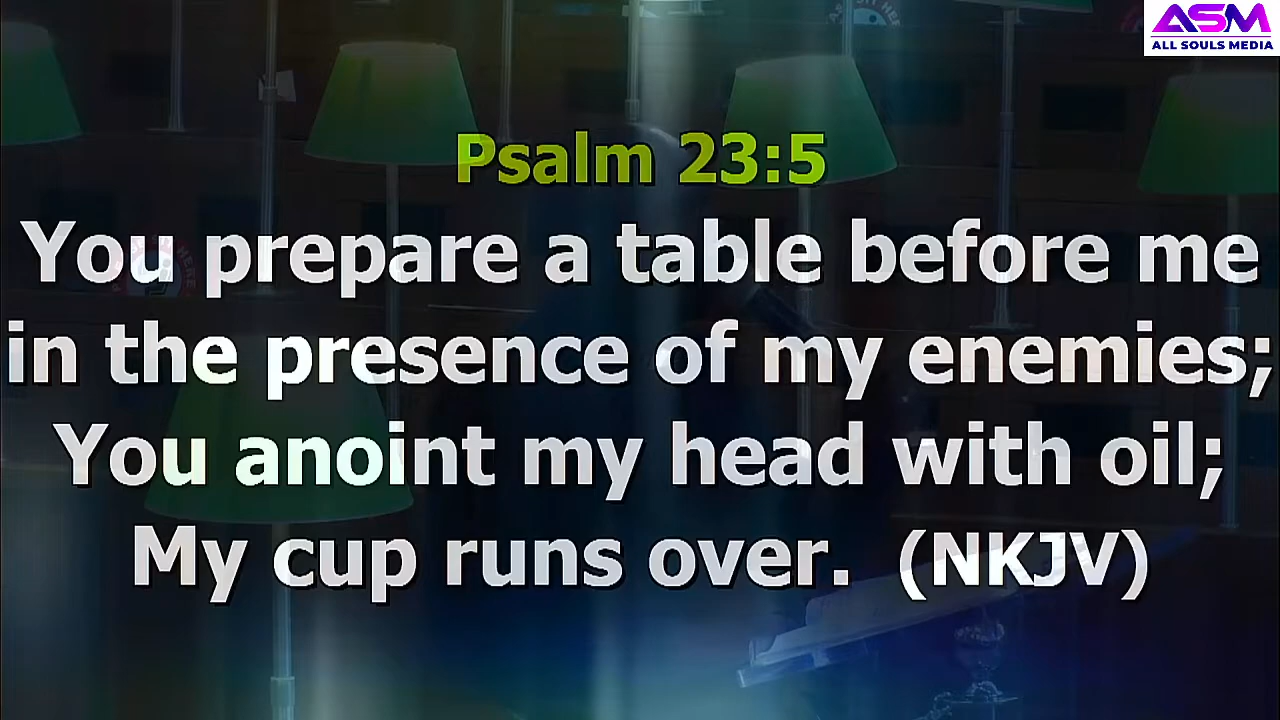 ASM
ALL SOULS MEDIA
Psalm 23:5
You prepare a table before me
in the presence of my enemies;
You anoint my head with oil;
My cup runs over. (NKJV)